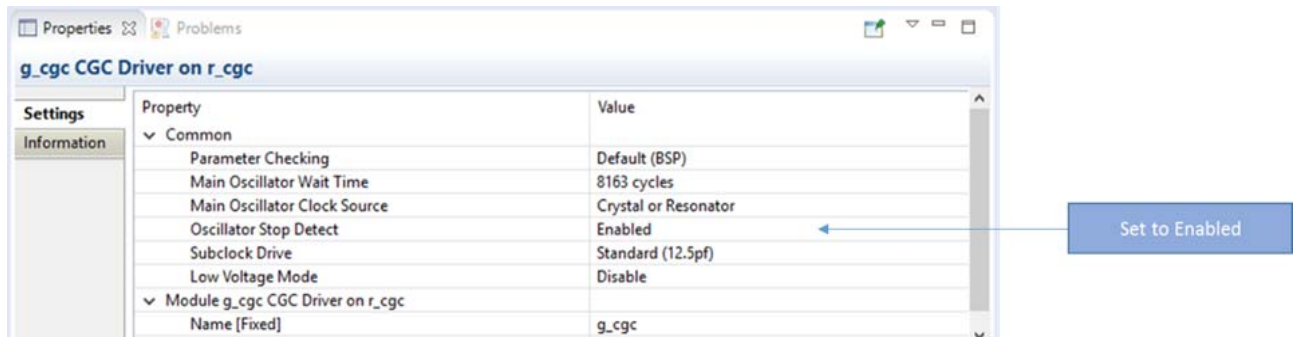 Properties Problems
g_cgc CGC Driver on r_cgc
Settings
Information
Property Value
Common
Parameter Checking Default (BSP)
Main Oscillator Wait Time 8163 cycles
Main Oscillator Clock Source Crystal or Resonator
Oscillator Stop Detect Enabled
Subclock Drive Standard (12.5pf)
Low Voltage Mode Disable
Module g_cgc CGC Driver on r_cgc
Name [Fixed] g_cgc
Set to Enabled